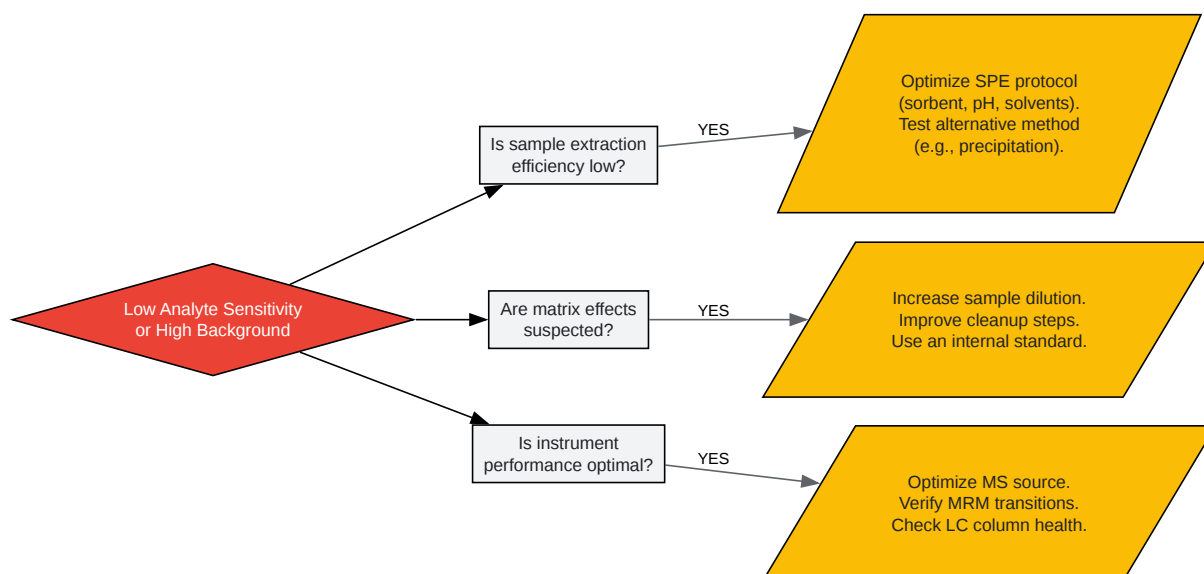 Low Analyte Sensitivity
or High Background
Is sample extraction
efficiency low?
YES
Optimize SPE protocol
(sorbent, pH, solvents).
Test alternative method
(e.g., precipitation).
Are matrix effects
suspected?
YES
Increase sample dilution.
Improve cleanup steps.
Use an internal standard.
Is instrument
performance optimal?
YES
Optimize MS source.
Verify MRM transitions.
Check LC column health.